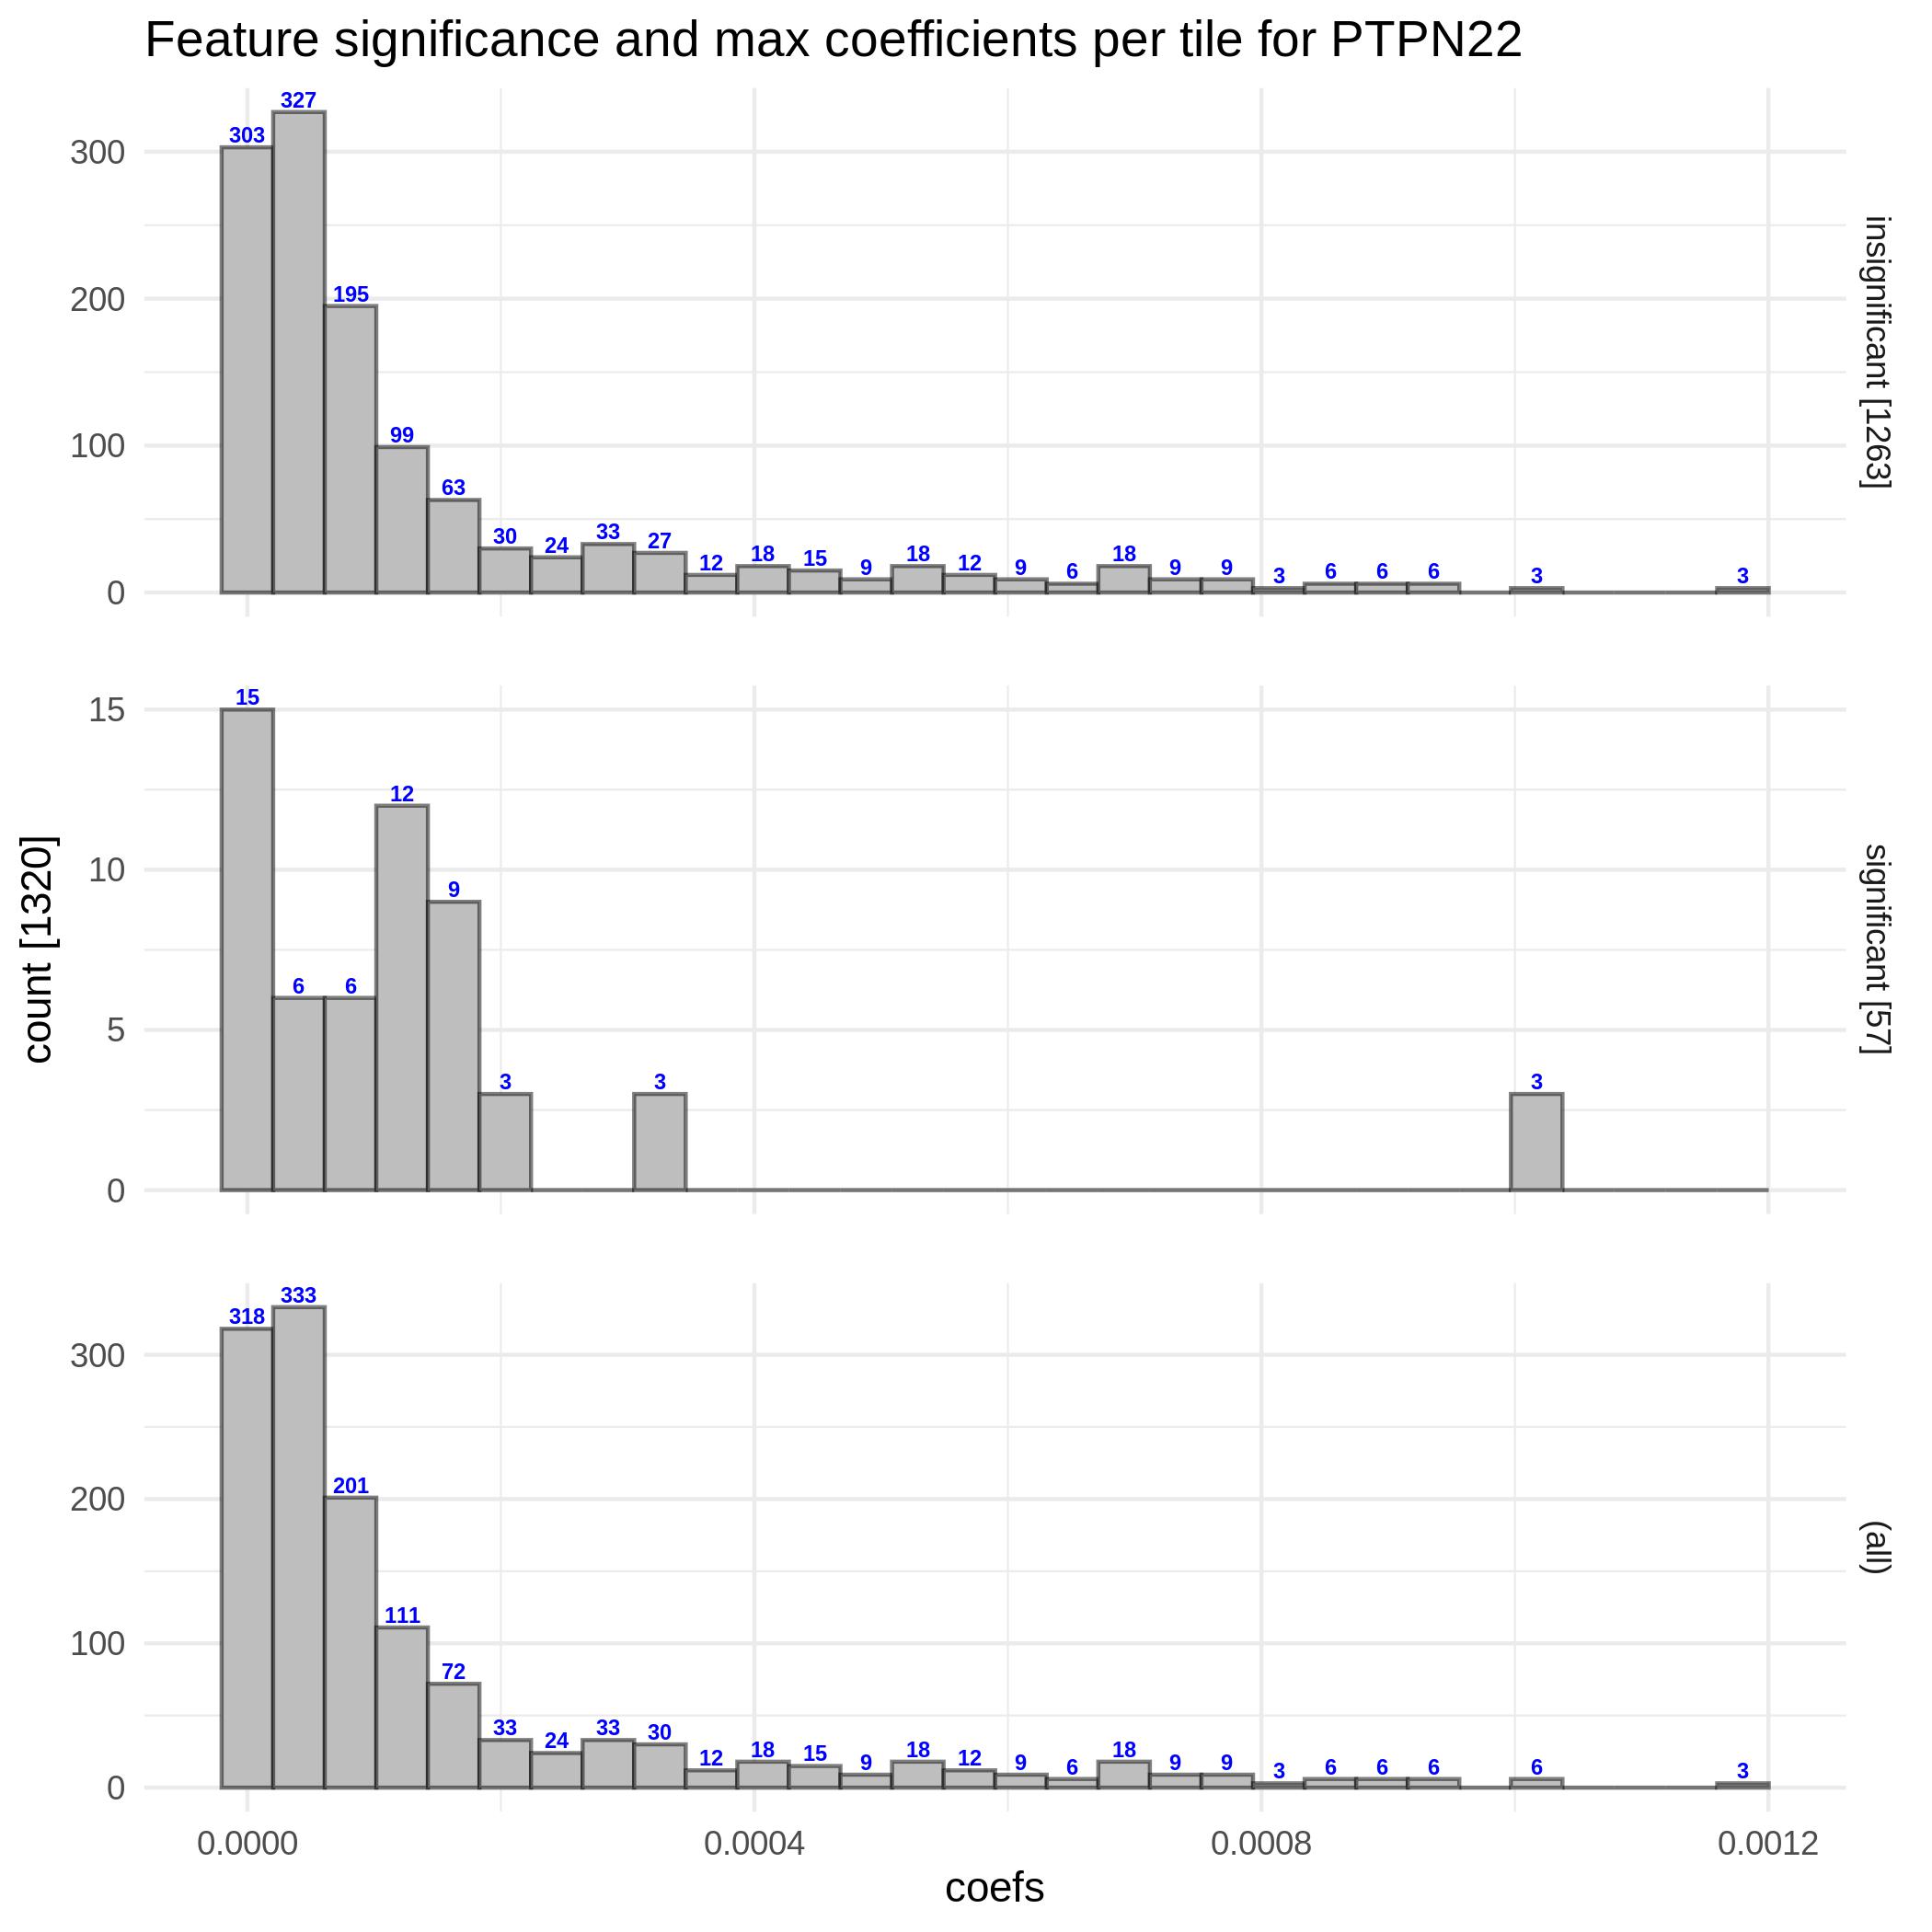 Feature significance and max coefficients per tile for PTPN22
300
200
100
0
303 327 195 99 63 30 24 33 27 12 18 15 9 18 12 9 6 18 9 9 3 6 6 6 3 3
insignificant [1263]
count [1320]
15
10
5
0
15 6 6 12 9 3 3 3
significant [57]
300
200
100
0
318 333 201 111 72 33 24 33 30 12 18 15 9 18 12 9 6 18 9 9 3 6 6 6 6 3
(all)
0.0000 0.0004 0.0008 0.0012
coefs